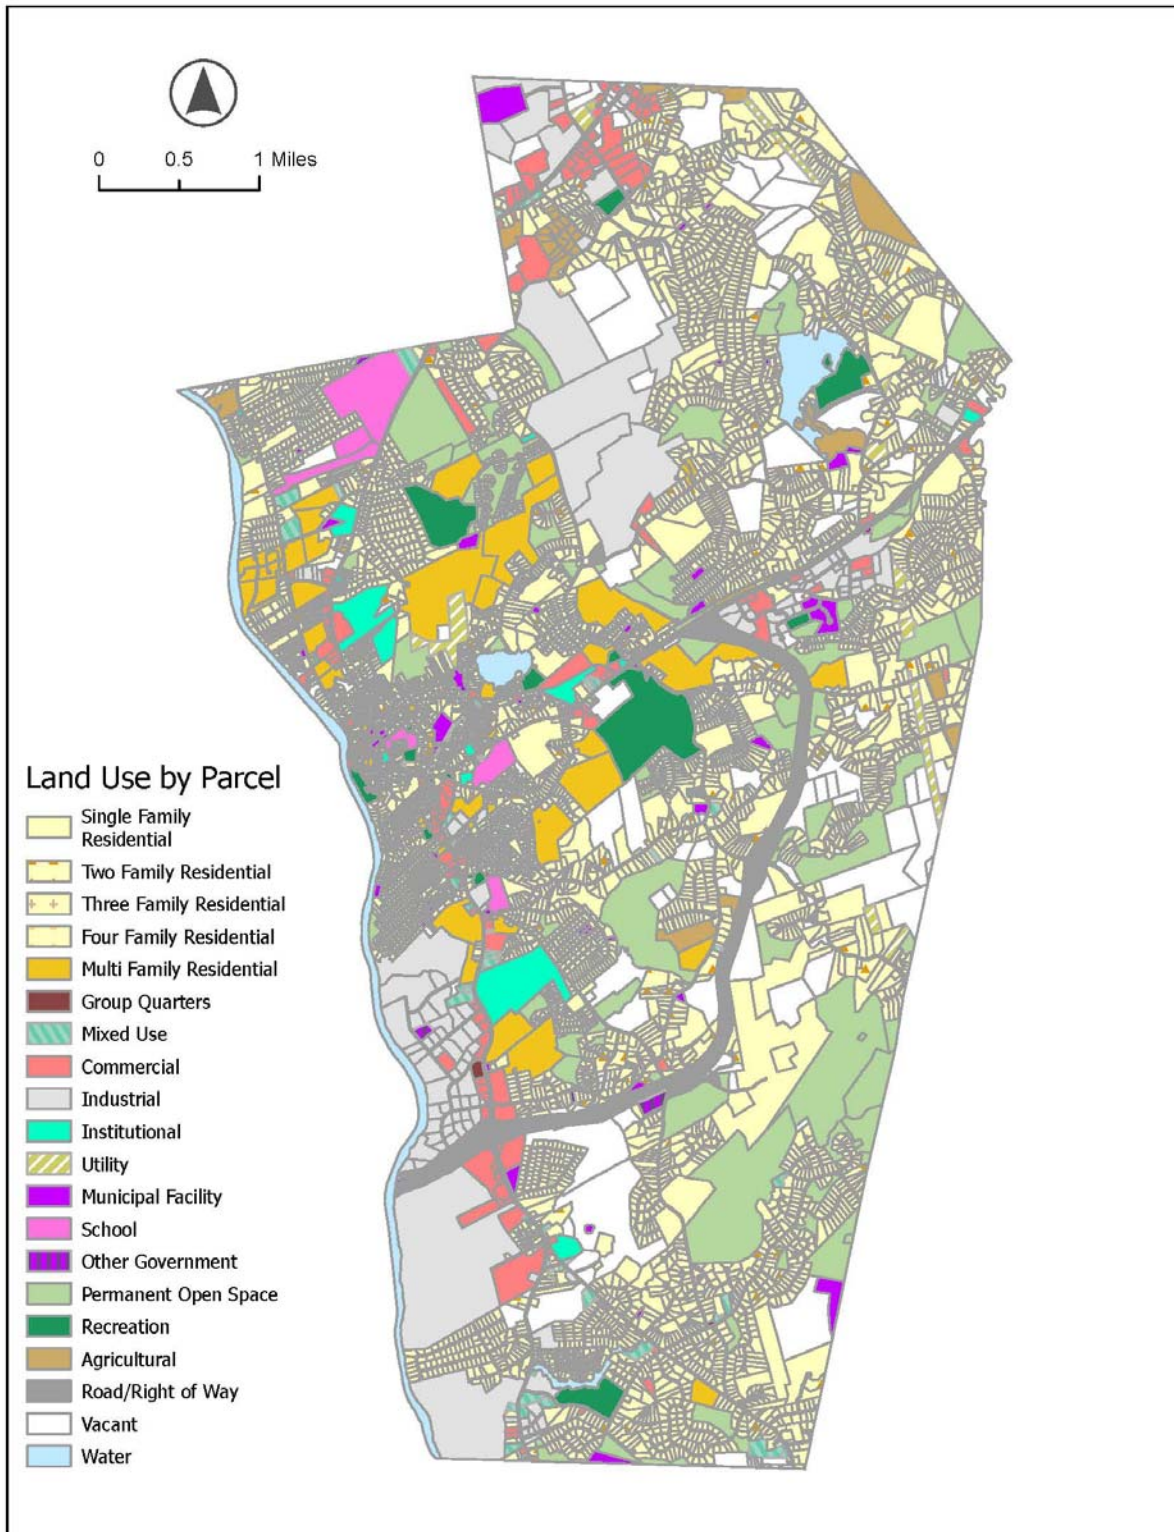 0 0.5 1 Miles
Land Use by Parcel
Single Family
Residential
Two Family Residential
Three Family Residential
Four Family Residential
Multi Family Residential
Group Quarters
Mixed Use
Commercial
Industrial
Institutional
Utility
Municipal Facility
School
Other Government
Permanent Open Space
Recreation
Agricultural
Road/Right of Way
Vacant
Water